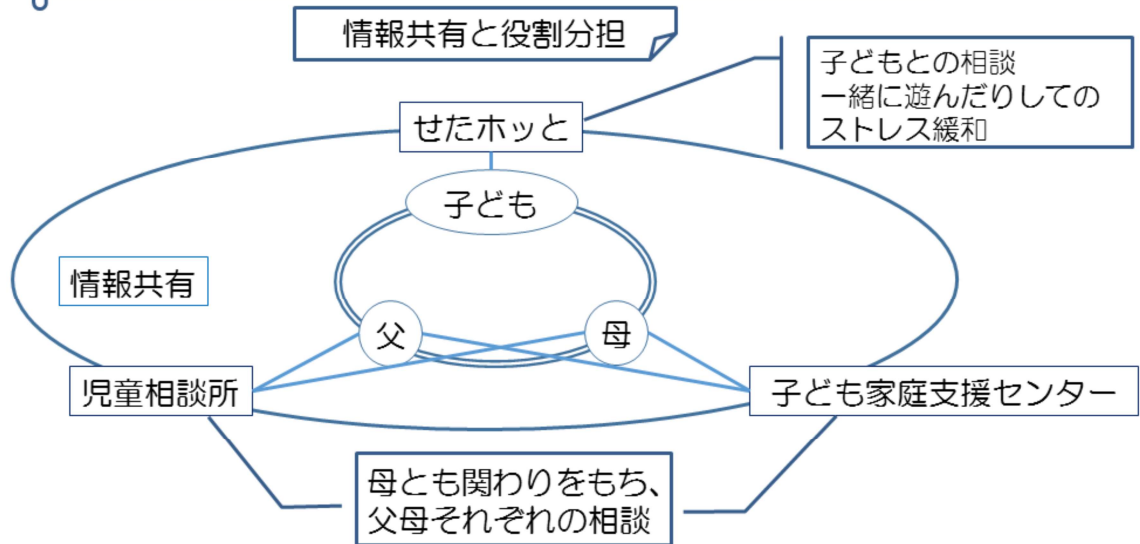 情報共有と役割分担
子どもとの相談
一緒に遊んだりしての
ストレス緩和
せたホッと
子ども
情報共有
父
母
児童相談所
子ども家庭支援センター
母とも関わりをもち、
父母それぞれの相談